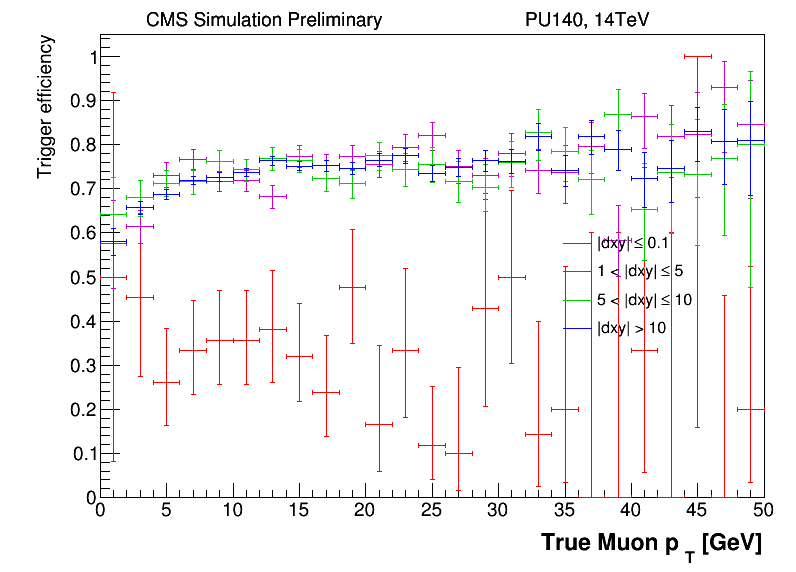 CMS Simulation Preliminary PU140, 14TeV
Trigger efficiency
1
0.9
0.8
0.7
0.6
0.5
0.4
0.3
0.2
0.1
0
|dxy| ≤ 0.1
1 < |dxy| ≤ 5
5 < |dxy| ≤ 10
|dxy| > 10
0 5 10 15 20 25 30 35 40 45 50
True Muon p T [GeV]